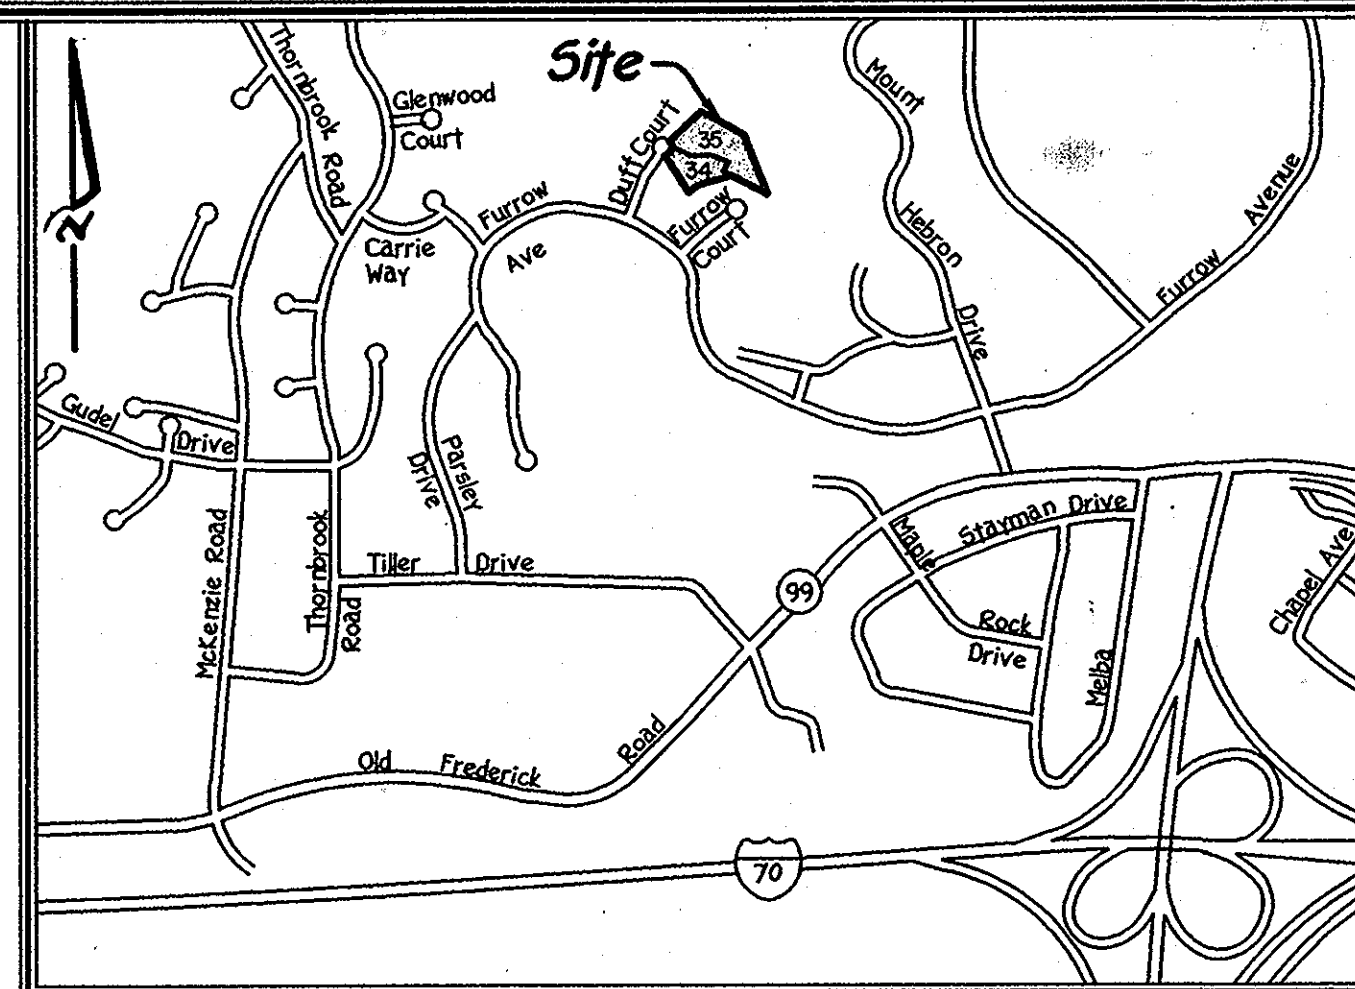 Site
Thornbrook Road
Glenwood
Court
Mount
Hebron
Drive
Duff Court
35
34
Furrow
Court
Furrow
Ave
Carrie
Way
Furrow
Avenue
N
Gudel
Drive
Parsley
Drive
McKenzie Road
Thornbrook
Road
Tiller Drive
99
Maple
Stayman Drive
Rock
Drive
Melba
Chapel Ave
Old Frederick Road
70